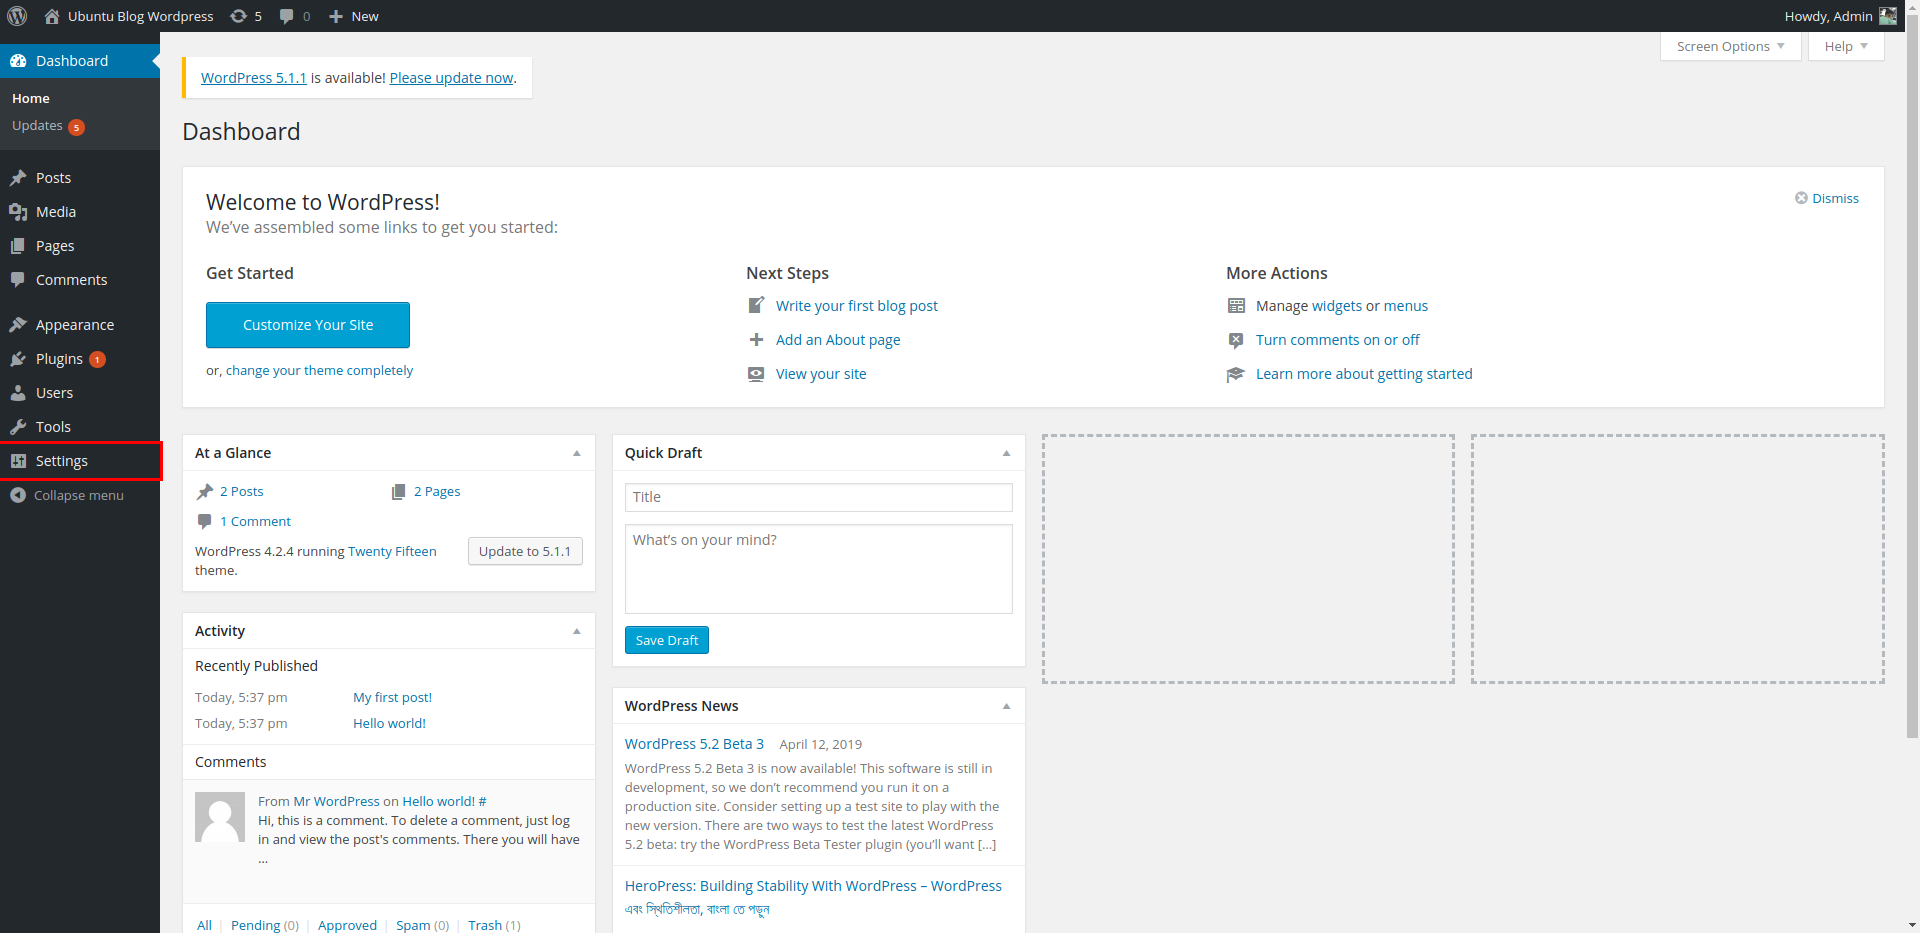 Ubuntu Blog Wordpress 5 0 New Howdy, Admin
Screen Options Help
Dashboard
Home
Updates 5
Posts
Media
Pages
Comments
Appearance
Plugins 1
Users
Tools
Settings
Collapse menu
WordPress 5.1.1 is available! Please update now.
Dashboard
Welcome to WordPress!
We’ve assembled some links to get you started:
Dismiss
Get Started
Customize Your Site
or, change your theme completely
Next Steps
Write your first blog post
Add an About page
View your site
More Actions
Manage widgets or menus
Turn comments on or off
Learn more about getting started
At a Glance
2 Posts 2 Pages
1 Comment
WordPress 4.2.4 running Twenty Fifteen
theme.
Update to 5.1.1
Activity
Recently Published
Today, 5:37 pm My first post!
Today, 5:37 pm Hello world!
Comments
From Mr WordPress on Hello world! #
Hi, this is a comment. To delete a comment, just log
in and view the post's comments. There you will have
...
All | Pending (0) | Approved | Spam (0) | Trash (1)
Quick Draft
Title
What’s on your mind?
Save Draft
WordPress News
WordPress 5.2 Beta 3 April 12, 2019
WordPress 5.2 Beta 3 is now available! This software is still in
development, so we don’t recommend you run it on a
production site. Consider setting up a test site to play with the
new version. There are two ways to test the latest WordPress
5.2 beta: try the WordPress Beta Tester plugin (you’ll want […]
HeroPress: Building Stability With WordPress – WordPress
এবং স্থিতিশীলতা, বাংলা তে পড়ুন